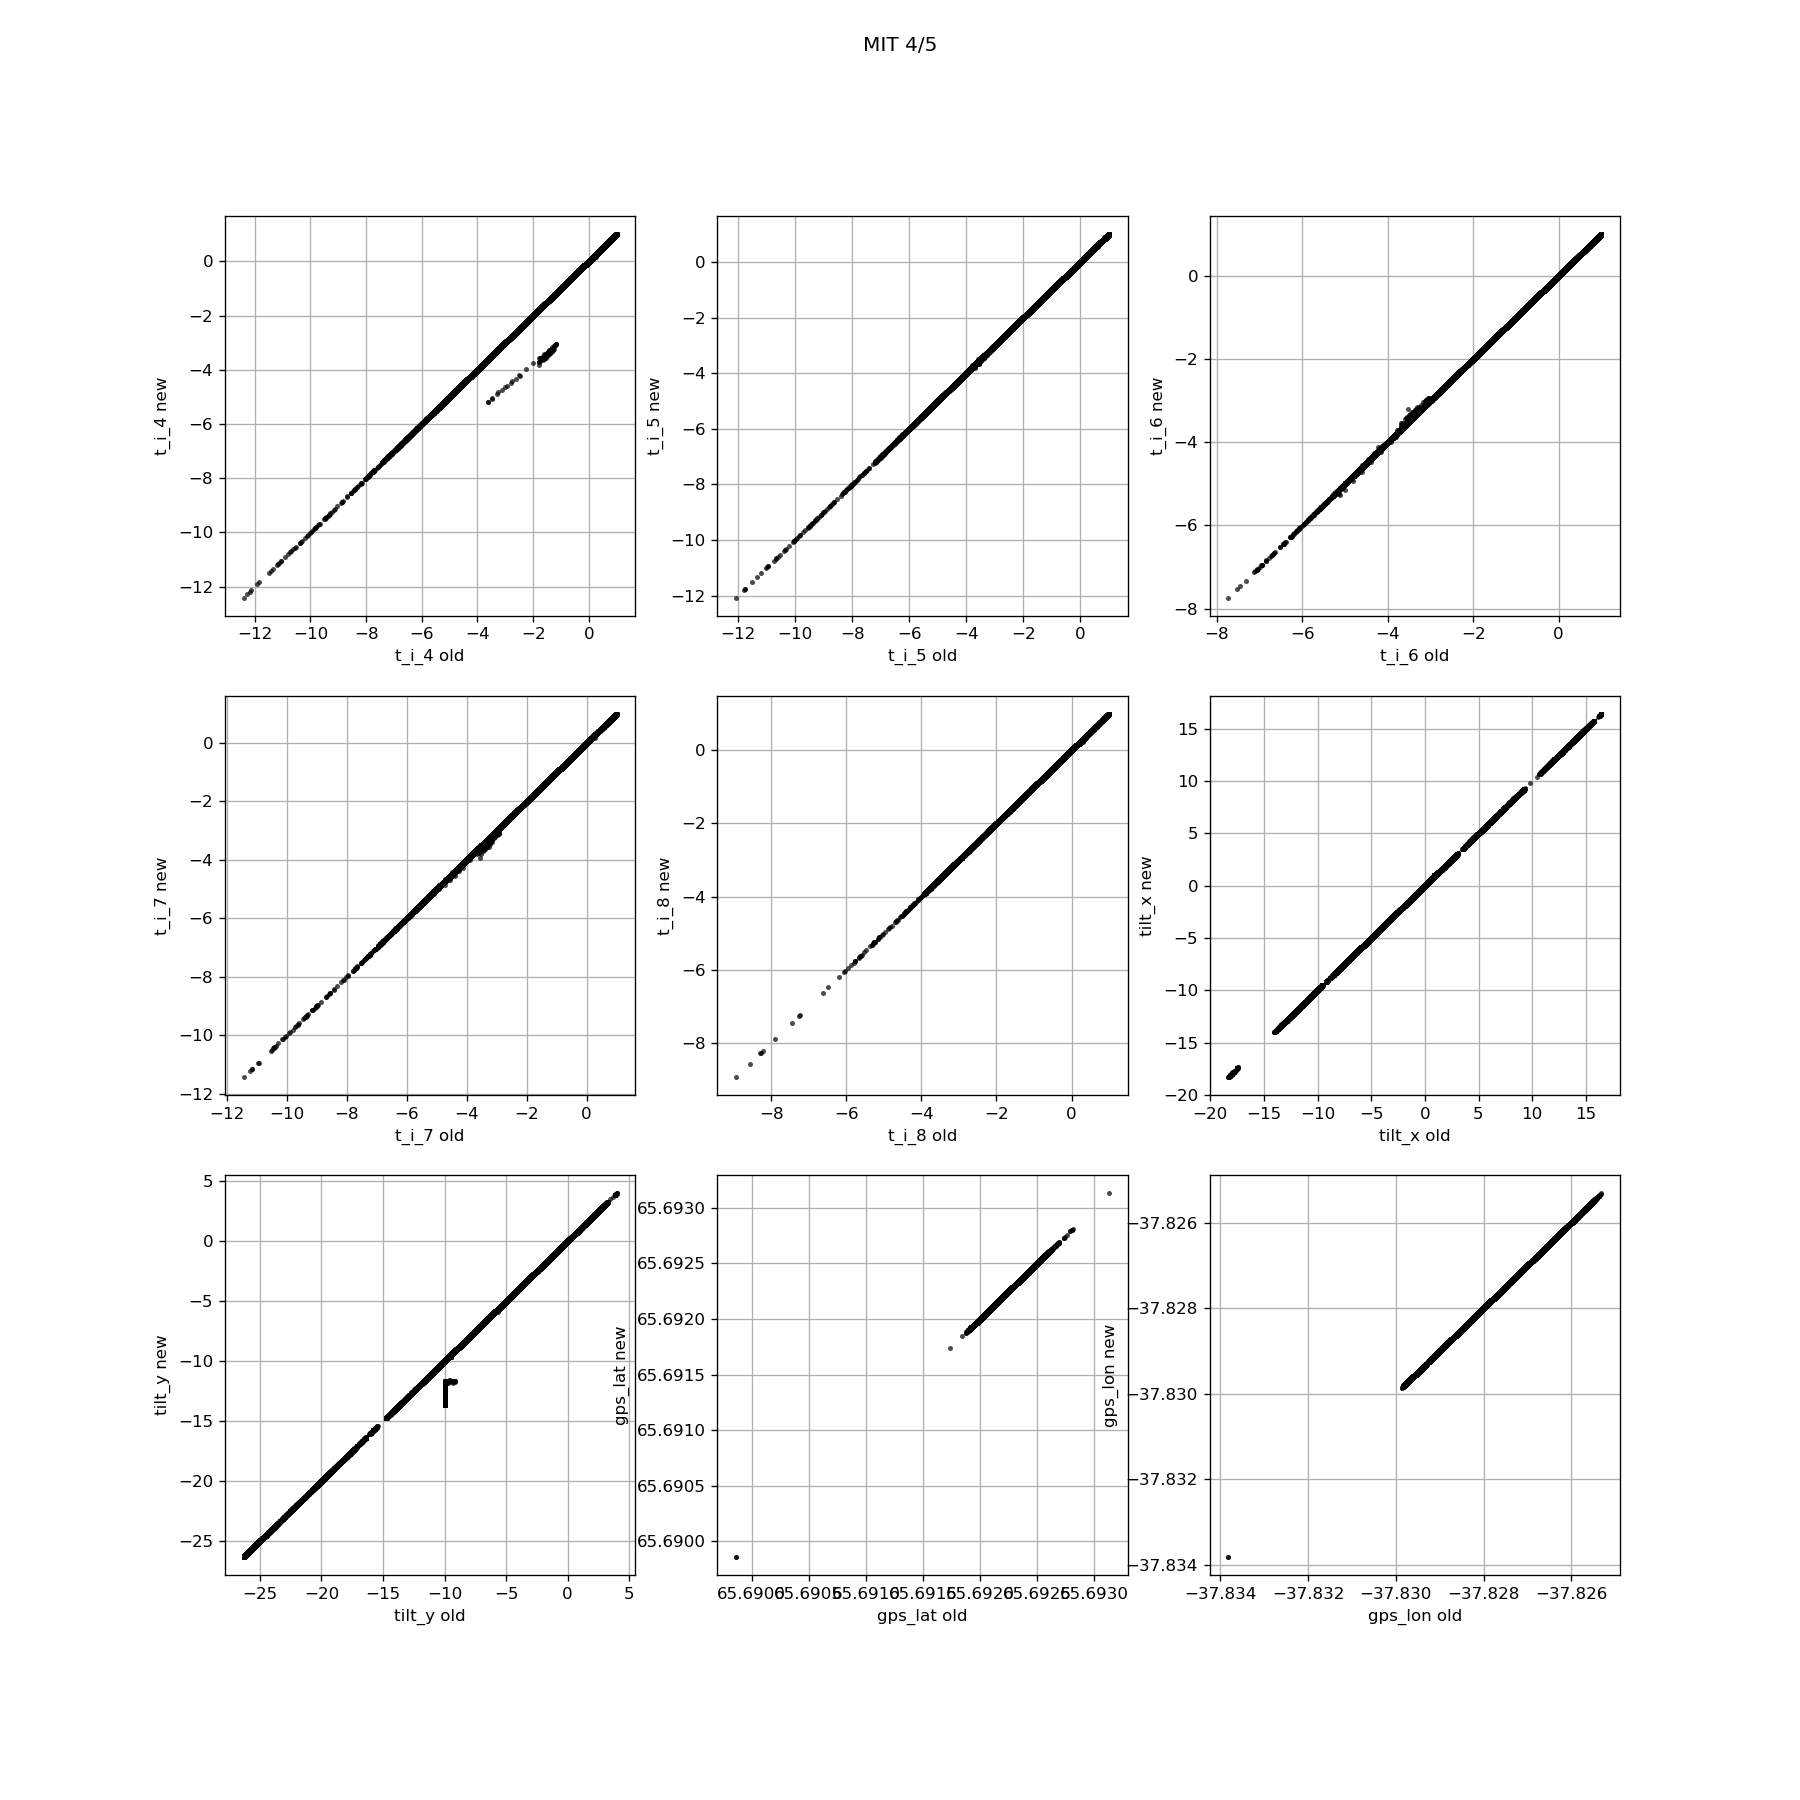 MIT 4/5
0
−2
−4
−6
−8
−10
−12
t_i_4 new
−12 −10 −8 −6 −4 −2 0
t_i_4 old
0
−2
−4
−6
−8
−10
−12
t_i_5 new
−12 −10 −8 −6 −4 −2 0
t_i_5 old
0
−2
−4
−6
−8
t_i_6 new
−8 −6 −4 −2 0
t_i_6 old
0
−2
−4
−6
−8
−10
−12
t_i_7 new
−12 −10 −8 −6 −4 −2 0
t_i_7 old
0
−2
−4
−6
−8
t_i_8 new
−8 −6 −4 −2 0
t_i_8 old
15
10
5
0
−5
−10
−15
−20
tilt_x new
−20 −15 −10 −5 0 5 10 15
tilt_x old
5
0
−5
−10
−15
−20
−25
tilt_y new
−25 −20 −15 −10 −5 0 5
tilt_y old
65.6930
65.6925
65.6920
65.6915
65.6910
65.6905
65.6900
gps_lat new
65.6900 65.6905 65.6910 65.6915 65.6920 65.6925 65.6930
gps_lat old
−37.826
−37.828
−37.830
−37.832
−37.834
gps_lon new
−37.834 −37.832 −37.830 −37.828 −37.826
gps_lon old